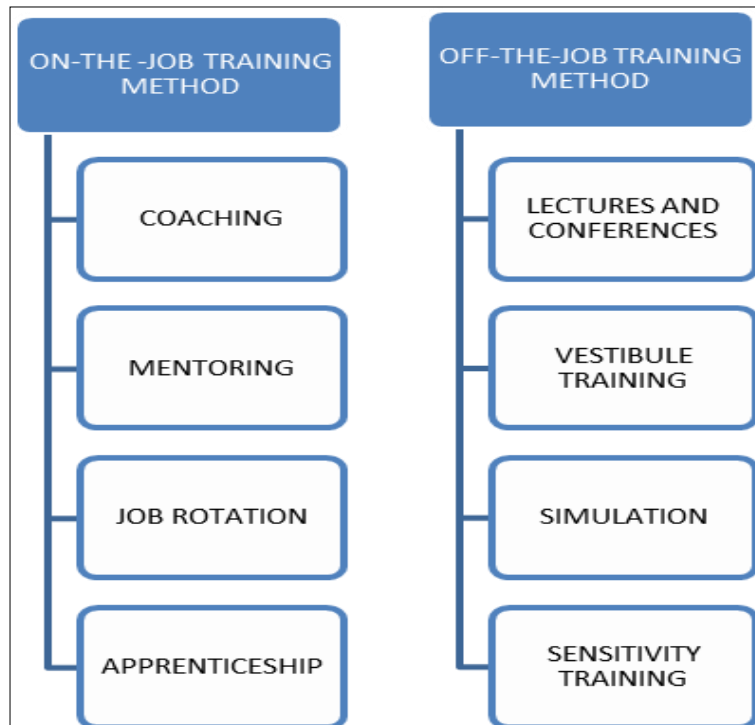 ON-THE -JOB TRAINING
METHOD
COACHING
MENTORING
JOB ROTATION
APPRENTICESHIP
OFF-THE-JOB TRAINING
METHOD
LECTURES AND
CONFERENCES
VESTIBULE
TRAINING
SIMULATION
SENSITIVITY
TRAINING